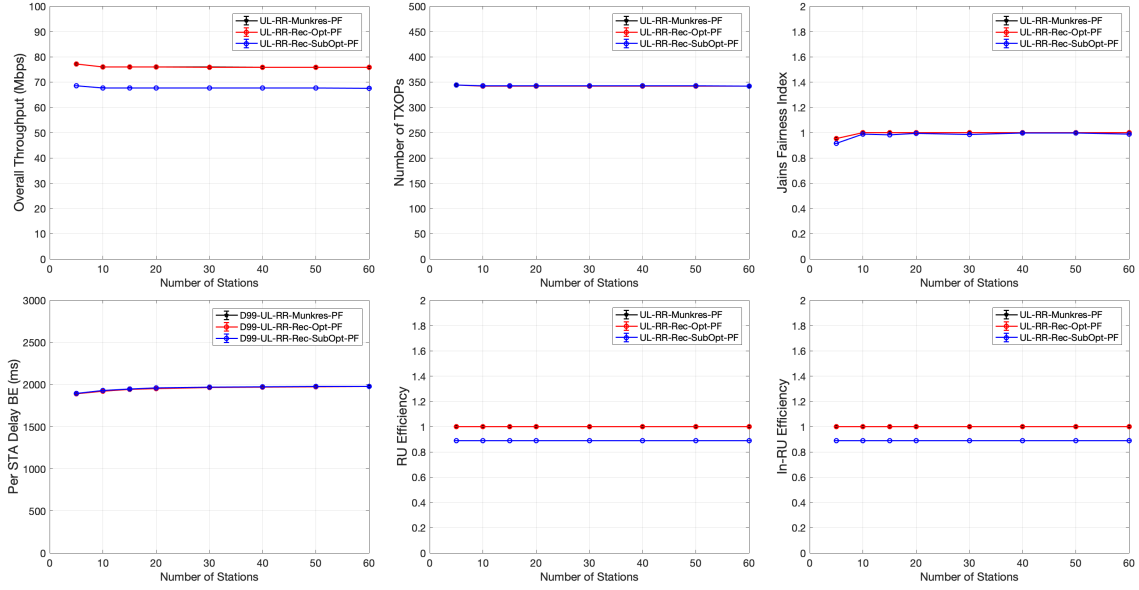 Overall Throughput (Mbps)
100
90
80
70
60
50
40
30
20
10
0
0 10 20 30 40 50 60
Number of Stations
UL-RR-Munkres-PF
UL-RR-Rec-Opt-PF
UL-RR-Rec-SubOpt-PF
Number of TXOPs
500
450
400
350
300
250
200
150
100
50
0
0 10 20 30 40 50 60
Number of Stations
UL-RR-Munkres-PF
UL-RR-Rec-Opt-PF
UL-RR-Rec-SubOpt-PF
Jains Fairness Index
2
1.8
1.6
1.4
1.2
1
0.8
0.6
0.4
0.2
0
0 10 20 30 40 50 60
Number of Stations
UL-RR-Munkres-PF
UL-RR-Rec-Opt-PF
UL-RR-Rec-SubOpt-PF
Per STA Delay BE (ms)
3000
2500
2000
1500
1000
500
0
0 10 20 30 40 50 60
Number of Stations
D99-UL-RR-Munkres-PF
D99-UL-RR-Rec-Opt-PF
D99-UL-RR-Rec-SubOpt-PF
RU Efficiency
2
1.8
1.6
1.4
1.2
1
0.8
0.6
0.4
0.2
0
0 10 20 30 40 50 60
Number of Stations
UL-RR-Munkres-PF
UL-RR-Rec-Opt-PF
UL-RR-Rec-SubOpt-PF
In-RU Efficiency
2
1.8
1.6
1.4
1.2
1
0.8
0.6
0.4
0.2
0
0 10 20 30 40 50 60
Number of Stations
UL-RR-Munkres-PF
UL-RR-Rec-Opt-PF
UL-RR-Rec-SubOpt-PF